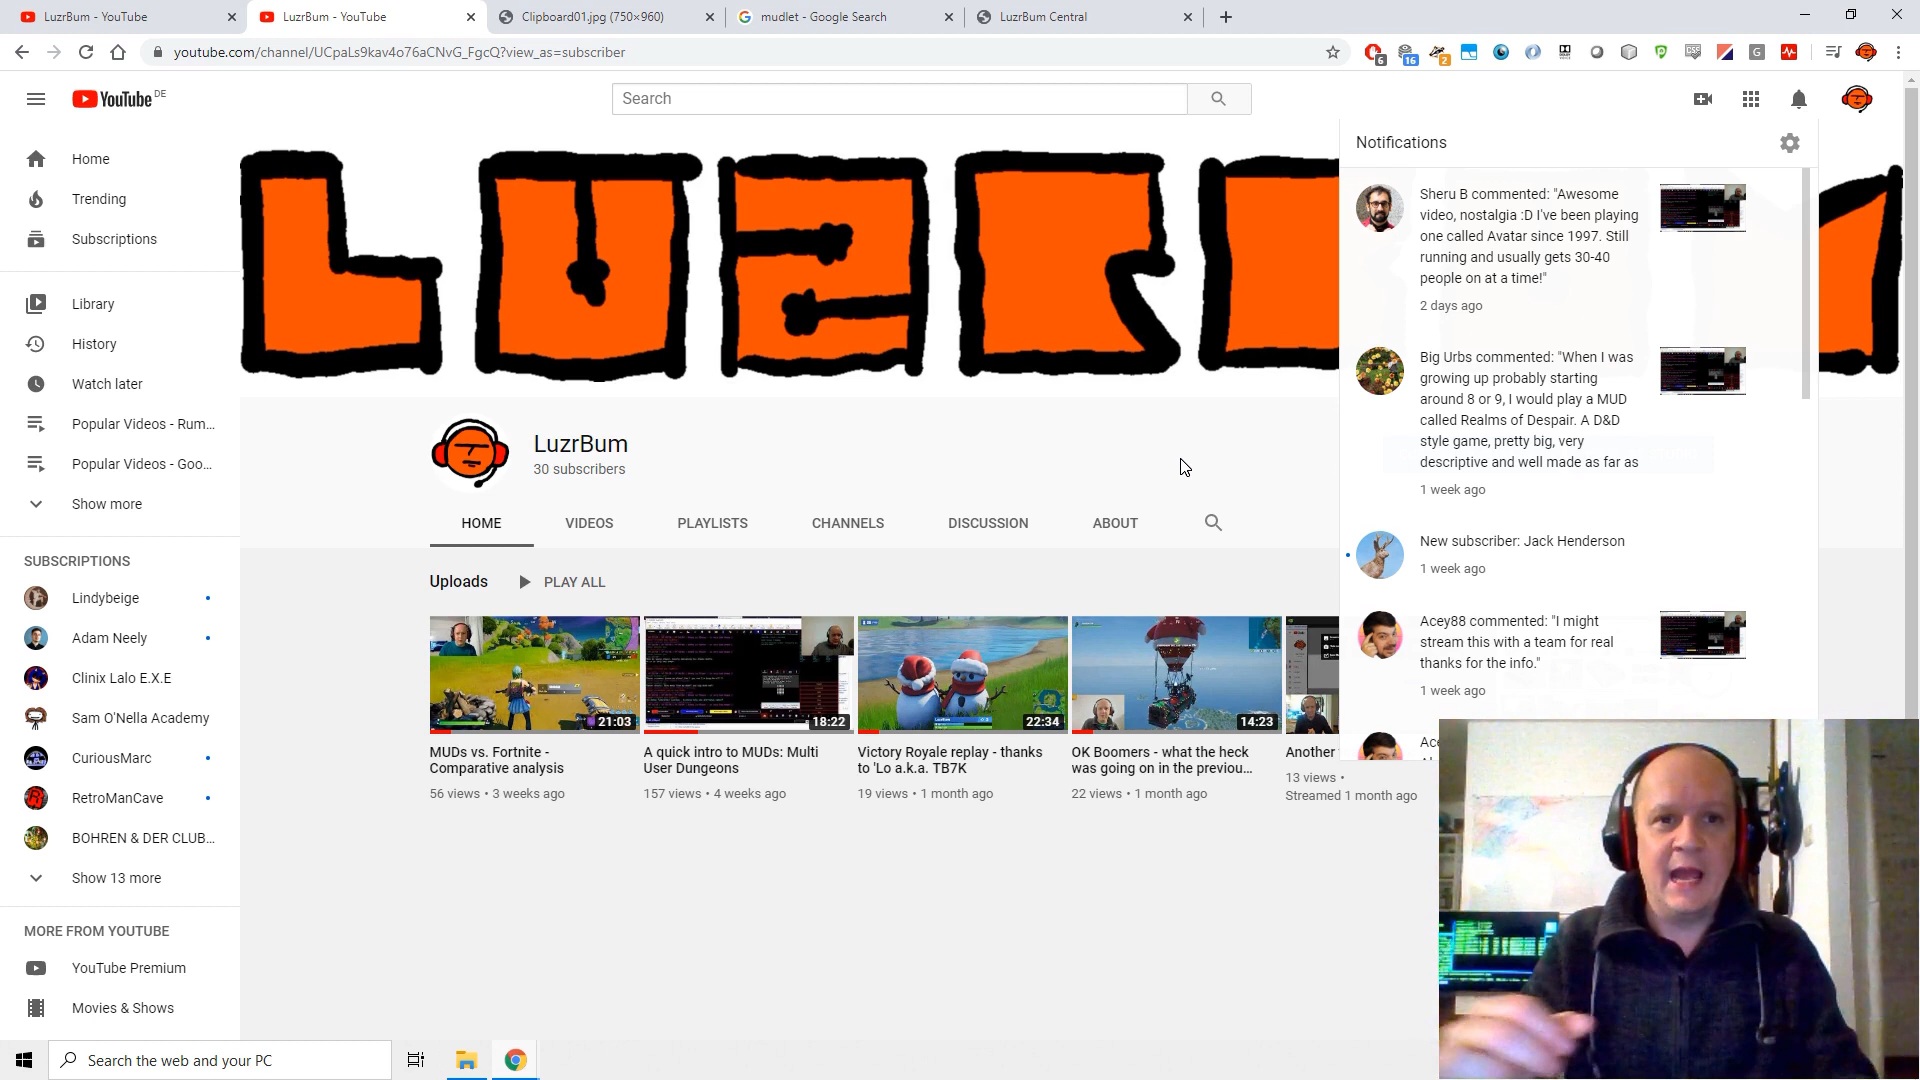 LuzrBum - YouTube
LuzrBum - YouTube
Clipboard01.jpg (750×960)
mudlet - Google Search
LuzrBum Central
youtube.com/channel/UCpaLs9kav4o76aCNvG_FgcQ?view_as=subscriber
6
16
2
YouTube DE
Search
Home
Trending
Subscriptions
Library
History
Watch later
Popular Videos - Rum...
Popular Videos - Goo...
Show more
SUBSCRIPTIONS
Lindybeige
Adam Neely
Clinix Lalo E.X.E
Sam O'Nella Academy
CuriousMarc
RetroManCave
BOHREN & DER CLUB...
Show 13 more
MORE FROM YOUTUBE
YouTube Premium
Movies & Shows
LuzrBum
30 subscribers
HOME
VIDEOS
PLAYLISTS
CHANNELS
DISCUSSION
ABOUT
Uploads
PLAY ALL
21:03
18:22
22:34
14:23
MUDs vs. Fortnite -
Comparative analysis
56 views • 3 weeks ago
A quick intro to MUDs: Multi
User Dungeons
157 views • 4 weeks ago
Victory Royale replay - thanks
to 'Lo a.k.a. TB7K
19 views • 1 month ago
OK Boomers - what the heck
was going on in the previou...
22 views • 1 month ago
Another
13 views •
Streamed 1 month ago
Notifications
Sheru B commented: "Awesome
video, nostalgia :D I've been playing
one called Avatar since 1997. Still
running and usually gets 30-40
people on at a time!"
2 days ago
Big Urbs commented: "When I was
growing up probably starting
around 8 or 9, I would play a MUD
called Realms of Despair. A D&D
style game, pretty big, very
descriptive and well made as far as
1 week ago
New subscriber: Jack Henderson
1 week ago
Acey88 commented: "I might
stream this with a team for real
thanks for the info."
1 week ago
Search the web and your PC